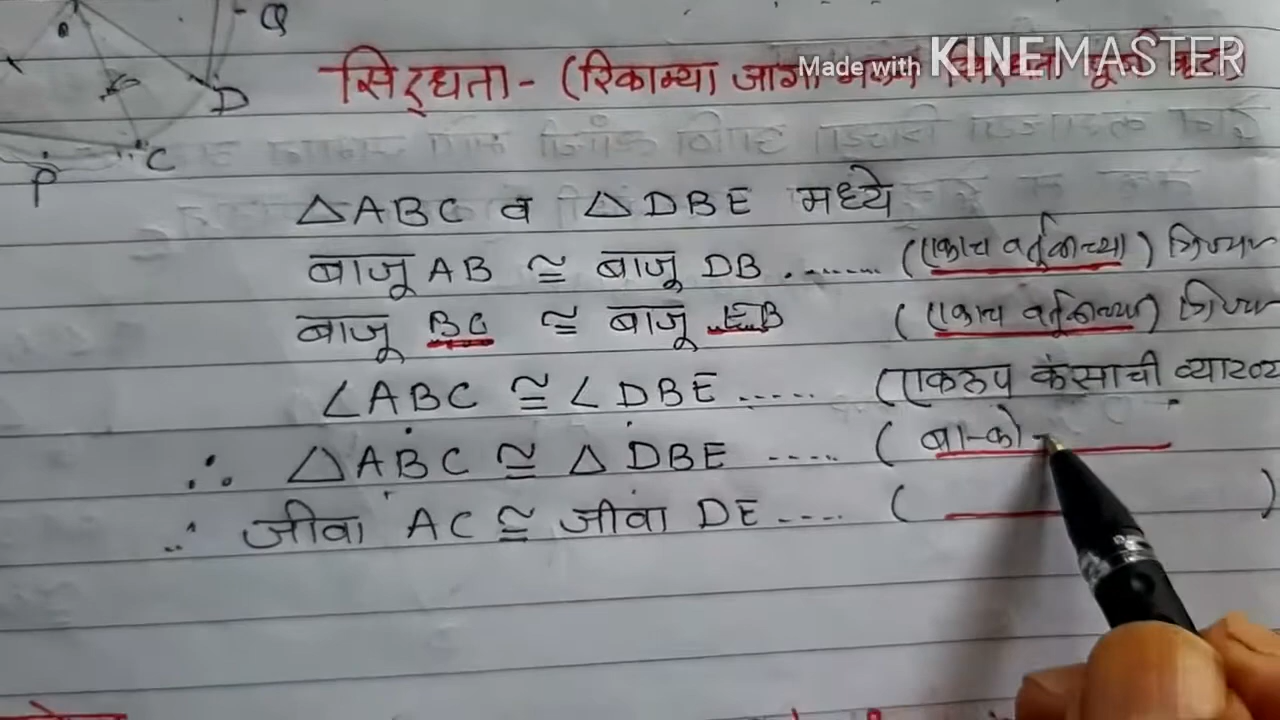 Q
Made with KINEMASTER
सिद्धता - (रिकाम्या जागा
D
C
P
△ABC व △DBE मध्ये
बाजू AB ≅ बाजू DB ........ (एकाच वर्तुळाच्या) त्रिज्या
बाजू BC ≅ बाजू EB (एकाच वर्तुळाच्या) त्रिज्या
∠ABC ≅ ∠DBE ..... (एकरुप कंसाची
∴ △ABC ≅ △DBE ..... ( बा-को-
∴ जीवा AC ≅ जीवा DE .... ( )